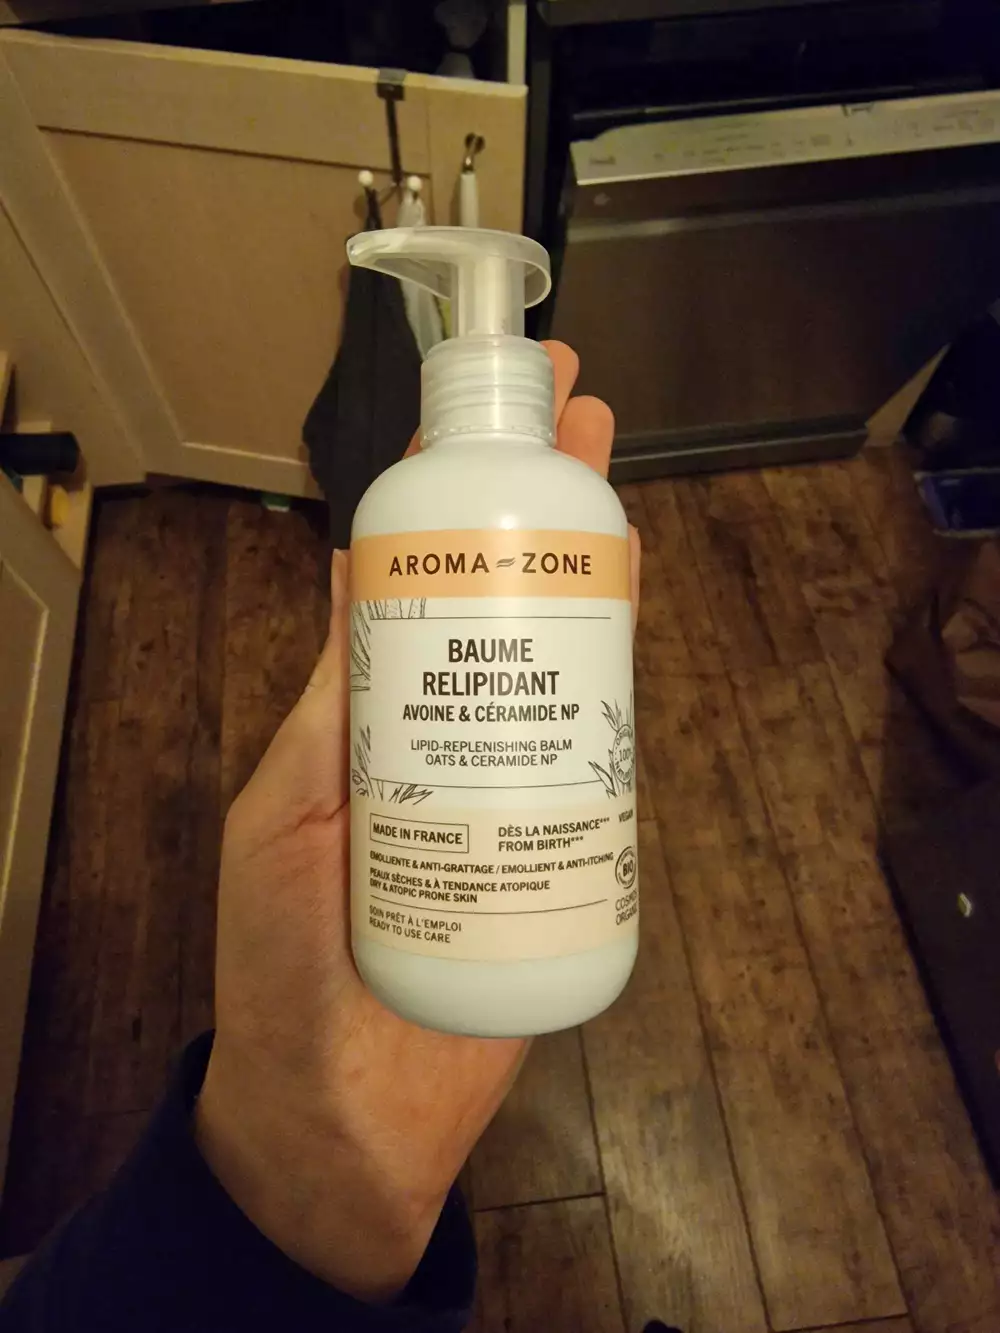 AROMA ZONE
BAUME
RELIPIDANT
AVOINE & CÉRAMIDE NP
LIPID-REPLENISHING BALM
OATS & CERAMIDE NP
100%
VEGAN
MADE IN FRANCE
DÈS LA NAISSANCE***
FROM BIRTH***
EMOLLIENTE & ANTI-GRATTAGE / EMOLLIENT & ANTI-ITCHING
PEAUX SÈCHES & À TENDANCE ATOPIQUE
DRY & ATOPIC PRONE SKIN
BIO
SOIN PRÊT À L'EMPLOI
READY TO USE CARE